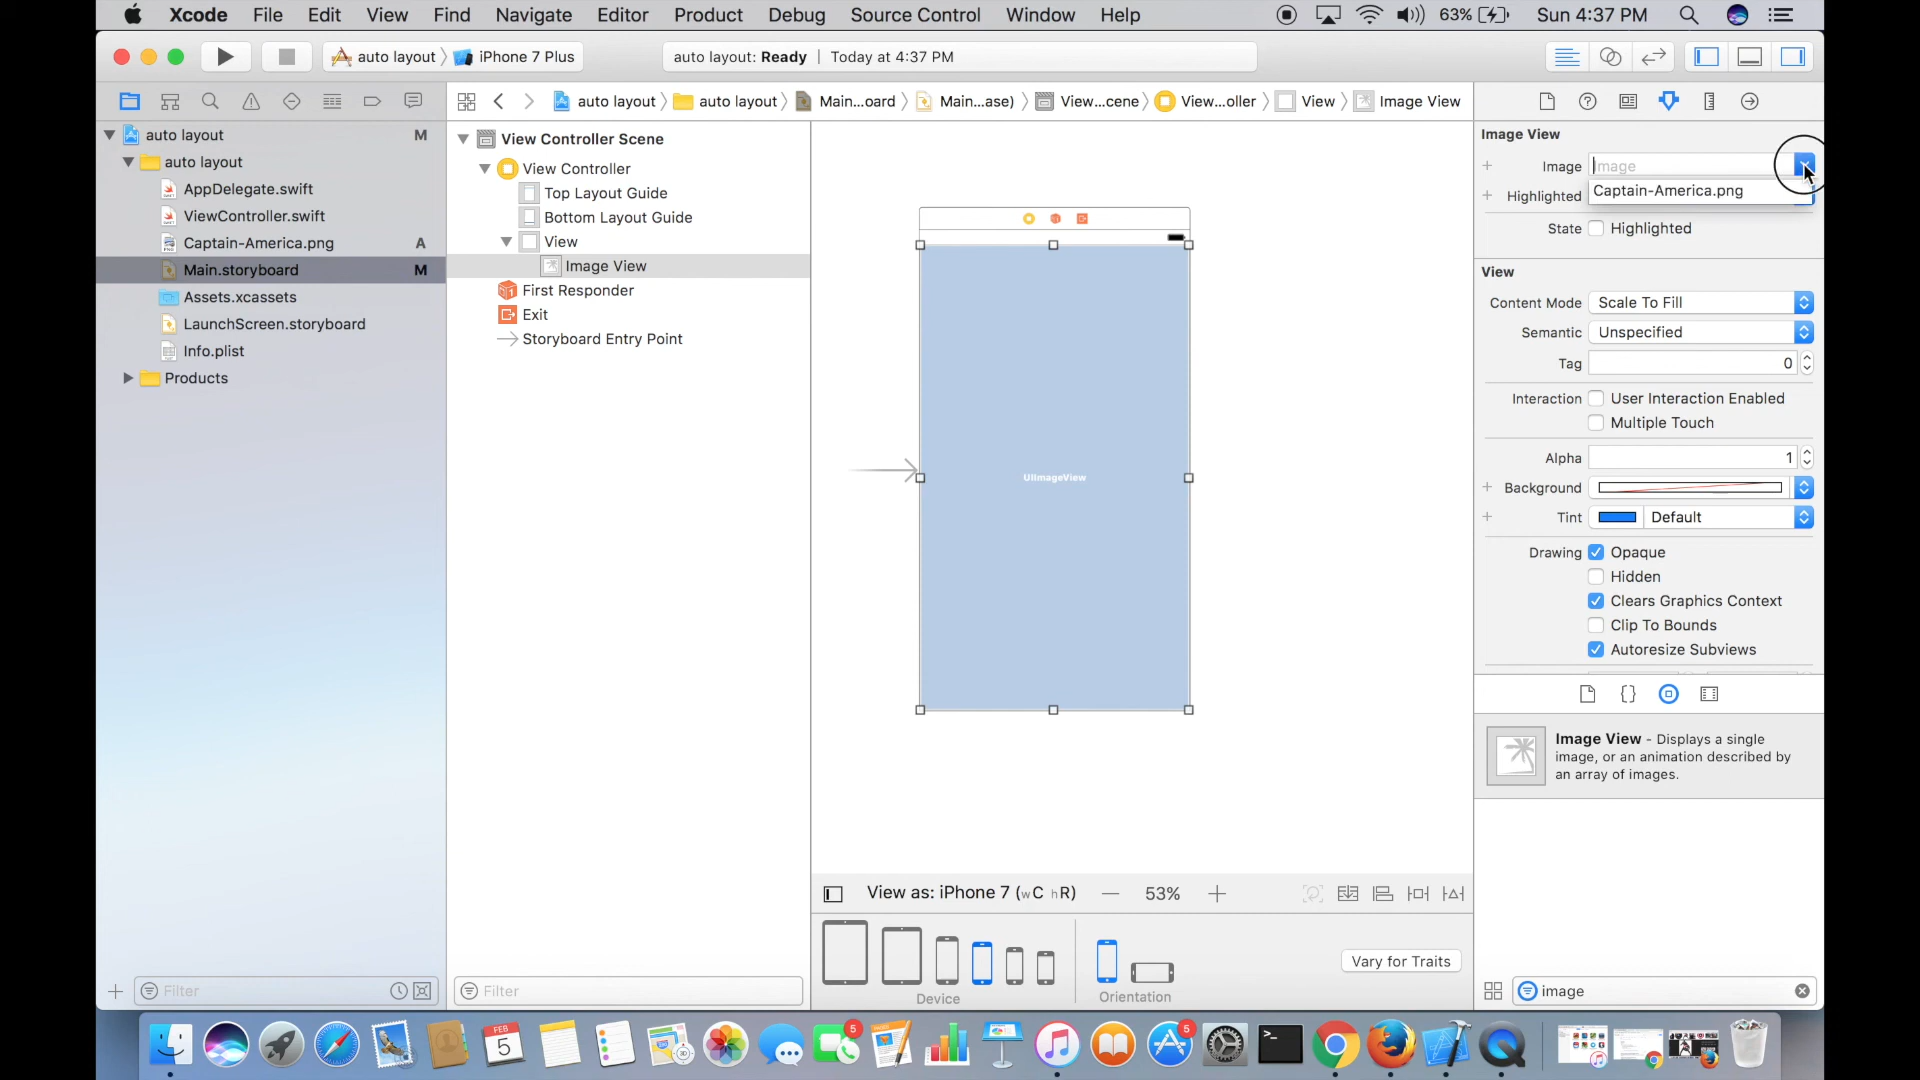 Xcode File Edit View Find Navigate Editor Product Debug Source Control Window Help 63% Sun 4:37 PM
auto layout iPhone 7 Plus auto layout: Ready | Today at 4:37 PM
auto layout auto layout Main...oard Main...ase) View...cene View...oller View Image View
auto layout M
auto layout
AppDelegate.swift
ViewController.swift
Captain-America.png A
Main.storyboard M
Assets.xcassets
LaunchScreen.storyboard
Info.plist
Products
Filter
View Controller Scene
View Controller
Top Layout Guide
Bottom Layout Guide
View
Image View
First Responder
Exit
Storyboard Entry Point
Filter
UIImageView
View as: iPhone 7 (wC hR) — 53% +
Device
Orientation
Vary for Traits
Image View
Image Image
Captain-America.png
Highlighted
State Highlighted
View
Content Mode Scale To Fill
Semantic Unspecified
Tag 0
Interaction User Interaction Enabled
Multiple Touch
Alpha 1
Background
Tint Default
Drawing Opaque
Hidden
Clears Graphics Context
Clip To Bounds
Autoresize Subviews
Image View - Displays a single
image, or an animation described by
an array of images.
image
FEB
5
5
5